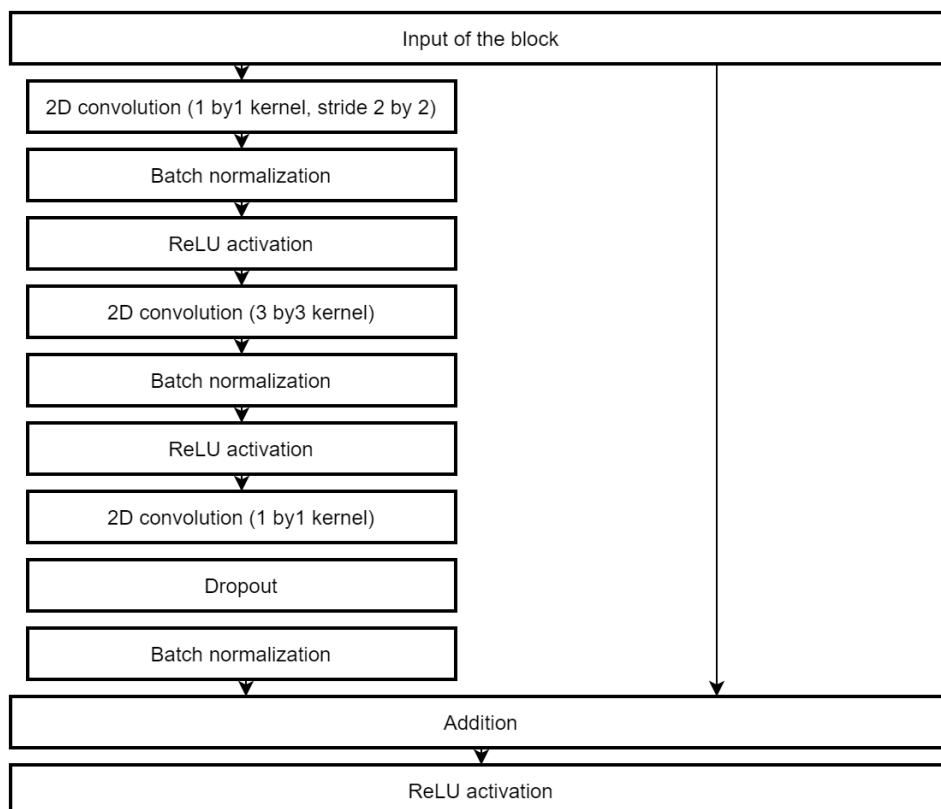 Input of the block
2D convolution (1 by1 kernel, stride 2 by 2)
Batch normalization
ReLU activation
2D convolution (3 by3 kernel)
Batch normalization
ReLU activation
2D convolution (1 by1 kernel)
Dropout
Batch normalization
Addition
ReLU activation